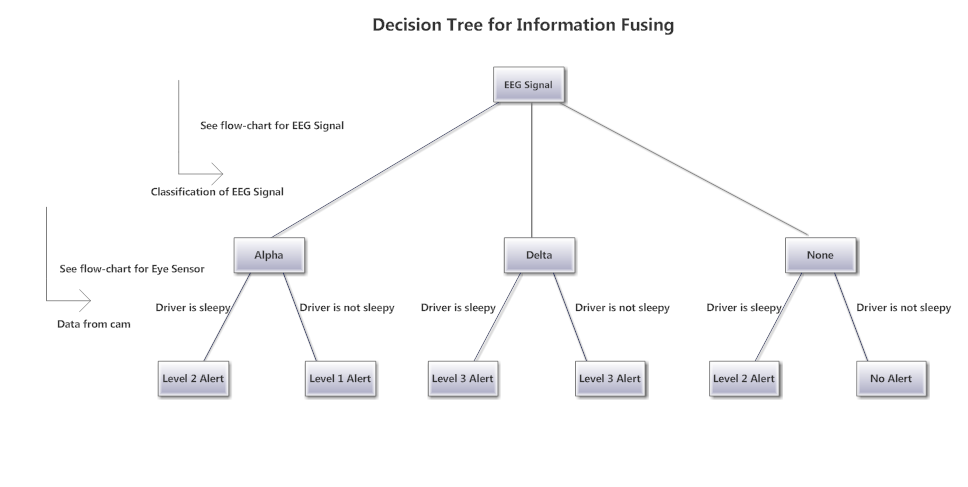 Decision Tree for Information Fusing
EEG Signal
See flow-chart for EEG Signal
Classification of EEG Signal
Alpha
Delta
None
See flow-chart for Eye Sensor
Data from cam
Driver is sleepy
Driver is not sleepy
Driver is sleepy
Driver is not sleepy
Driver is sleepy
Driver is not sleepy
Level 2 Alert
Level 1 Alert
Level 3 Alert
Level 3 Alert
Level 2 Alert
No Alert